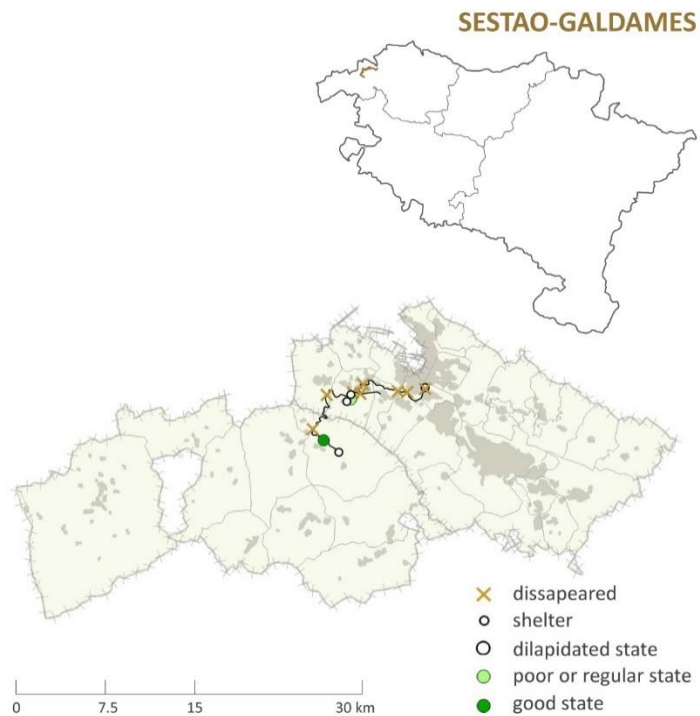 SESTAO-GALDAMES
dissapeared
shelter
dilapidated state
poor or regular state
good state
0 7.5 15 30 km